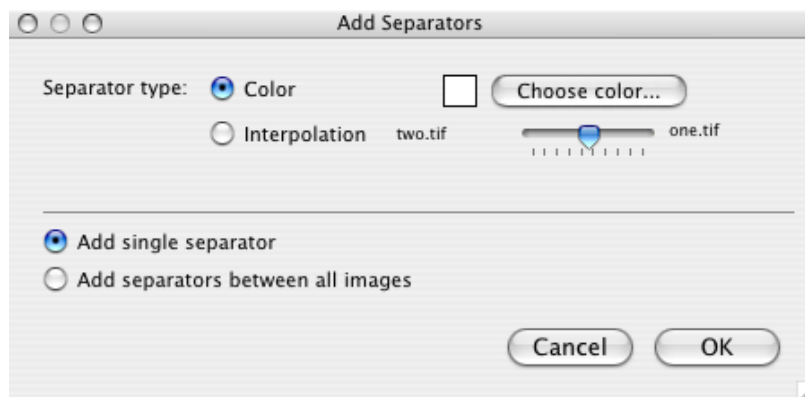 Add Separators
Separator type: Color Choose color...
Interpolation two.tif one.tif
Add single separator
Add separators between all images
Cancel OK